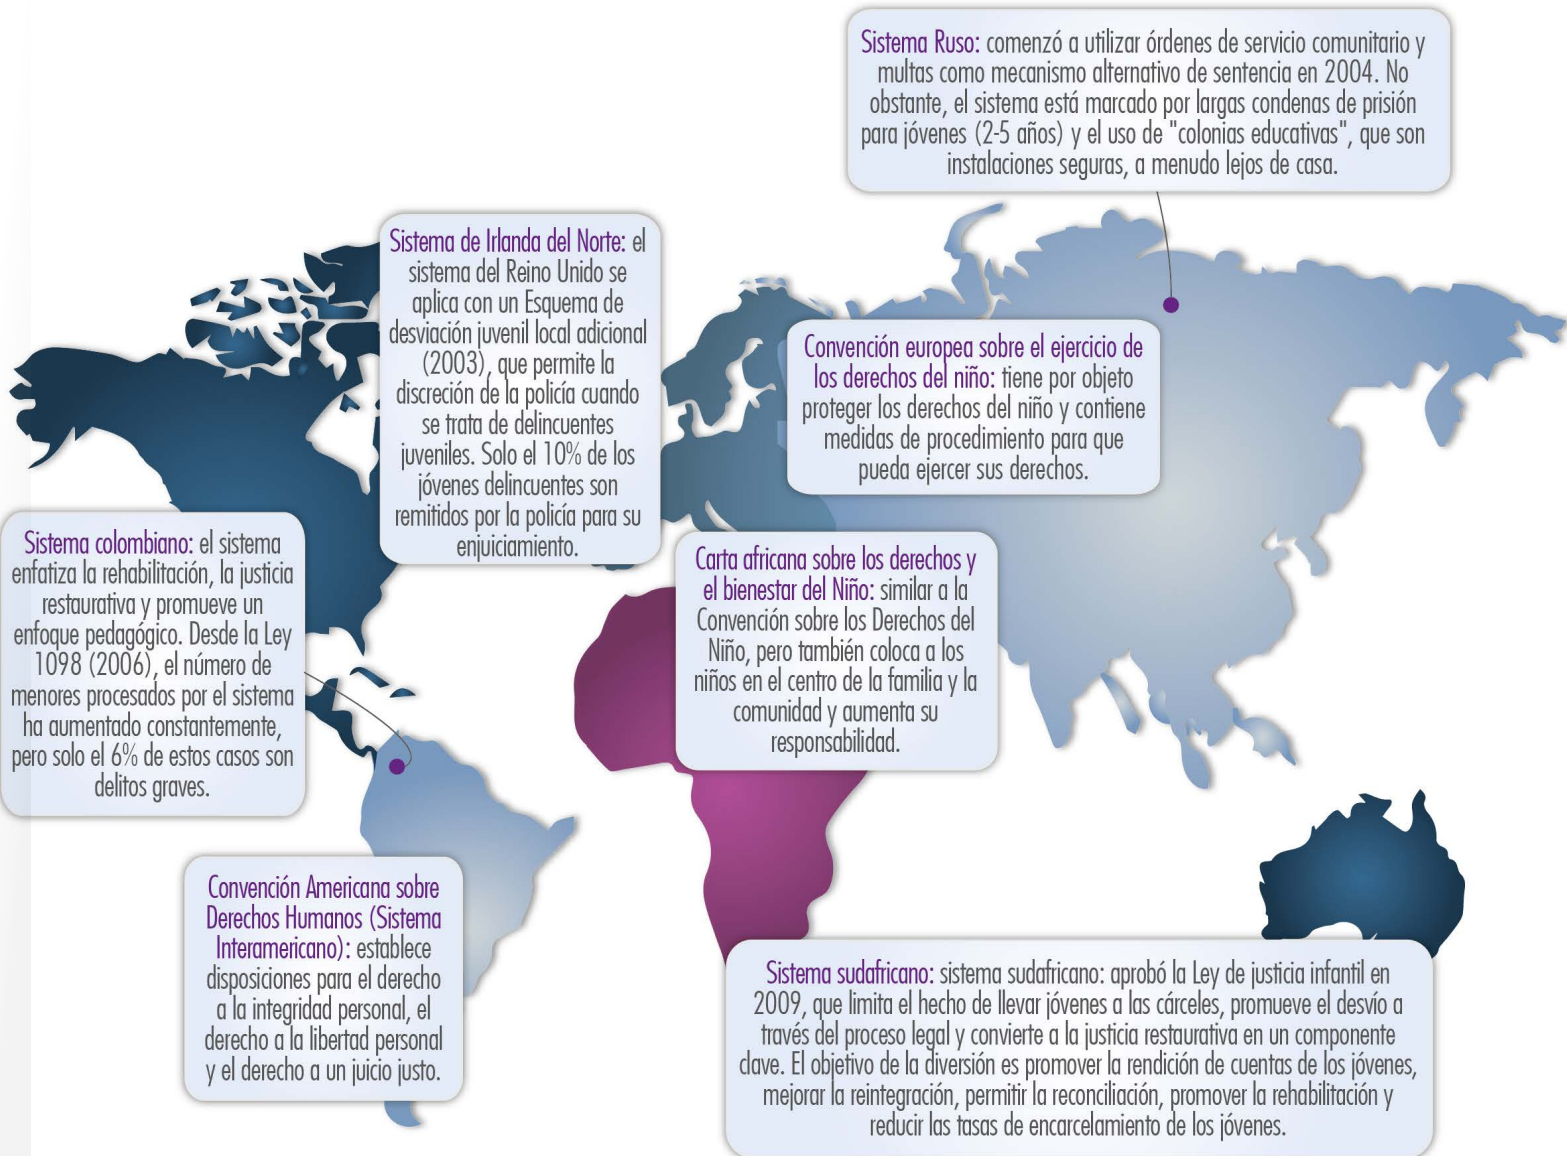 Sistema Ruso: comenzó a utilizar órdenes de servicio comunitario y
multas como mecanismo alternativo de sentencia en 2004. No
obstante, el sistema está marcado por largas condenas de prisión
para jóvenes (2-5 años) y el uso de "colonias educativas", que son
instalaciones seguras, a menudo lejos de casa.
Sistema de Irlanda del Norte: el
sistema del Reino Unido se
aplica con un Esquema de
desviación juvenil local adicional
(2003), que permite la
discreción de la policía cuando
se trata de delincuentes
juveniles. Solo el 10% de los
jóvenes delincuentes son
remitidos por la policía para su
enjuiciamiento.
Convención europea sobre el ejercicio de
los derechos del niño: tiene por objeto
proteger los derechos del niño y contiene
medidas de procedimiento para que
pueda ejercer sus derechos.
Sistema colombiano: el sistema
enfatiza la rehabilitación, la justicia
restaurativa y promueve un
enfoque pedagógico. Desde la Ley
1098 (2006), el número de
menores procesados por el sistema
ha aumentado constantemente,
pero solo el 6% de estos casos son
delitos graves.
Carta africana sobre los derechos y
el bienestar del Niño: similar a la
Convención sobre los Derechos del
Niño, pero también coloca a los
niños en el centro de la familia y la
comunidad y aumenta su
responsabilidad.
Convención Americana sobre
Derechos Humanos (Sistema
Interamericano): establece
disposiciones para el derecho
a la integridad personal, el
derecho a la libertad personal
y el derecho a un juicio justo.
Sistema sudafricano: sistema sudafricano: aprobó la Ley de justicia infantil en
2009, que limita el hecho de llevar jóvenes a las cárceles, promueve el desvío a
través del proceso legal y convierte a la justicia restaurativa en un componente
clave. El objetivo de la diversión es promover la rendición de cuentas de los jóvenes,
mejorar la reintegración, permitir la reconciliación, promover la rehabilitación y
reducir las tasas de encarcelamiento de los jóvenes.